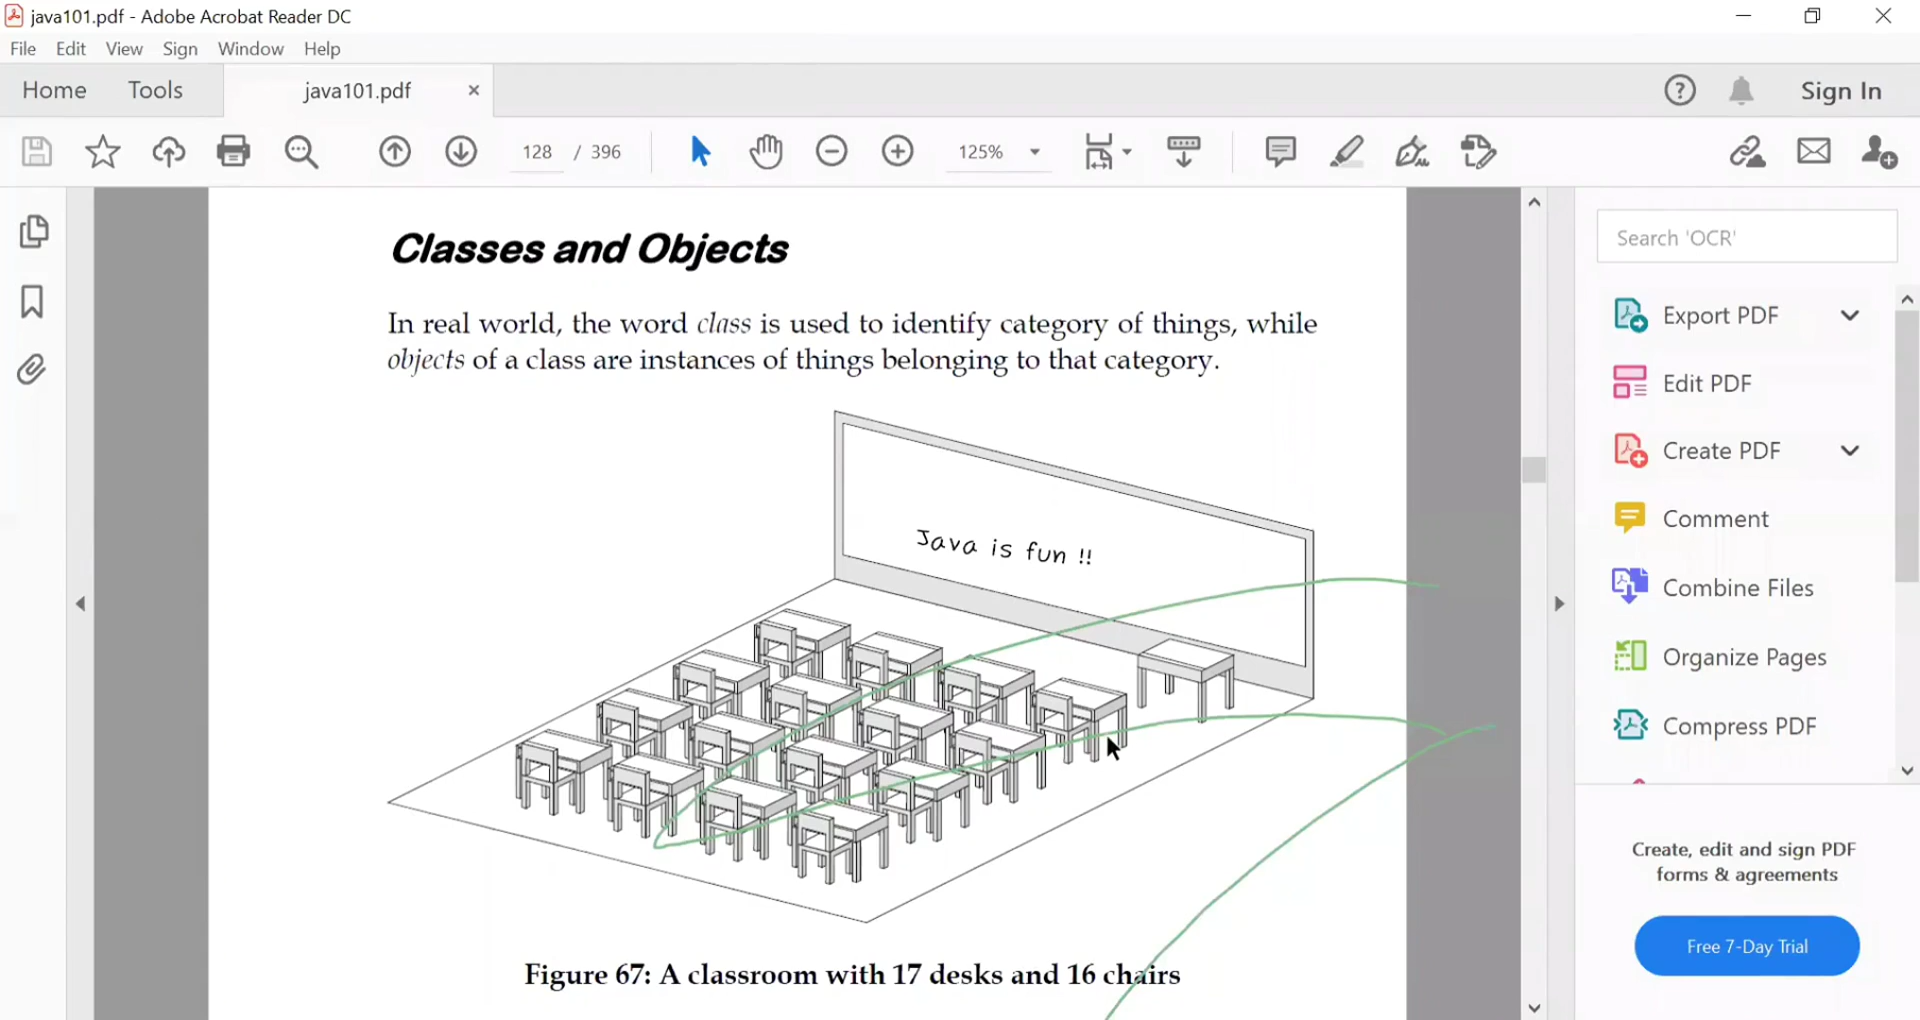 java101.pdf - Adobe Acrobat Reader DC
File Edit View Sign Window Help
Home Tools java101.pdf Sign In
128 / 396 125%
Search 'OCR'
Classes and Objects
In real world, the word class is used to identify category of things, while
objects of a class are instances of things belonging to that category.
Java is fun !!
Figure 67: A classroom with 17 desks and 16 chairs
Export PDF
Edit PDF
Create PDF
Comment
Combine Files
Organize Pages
Compress PDF
Create, edit and sign PDF
forms & agreements
Free 7-Day Trial